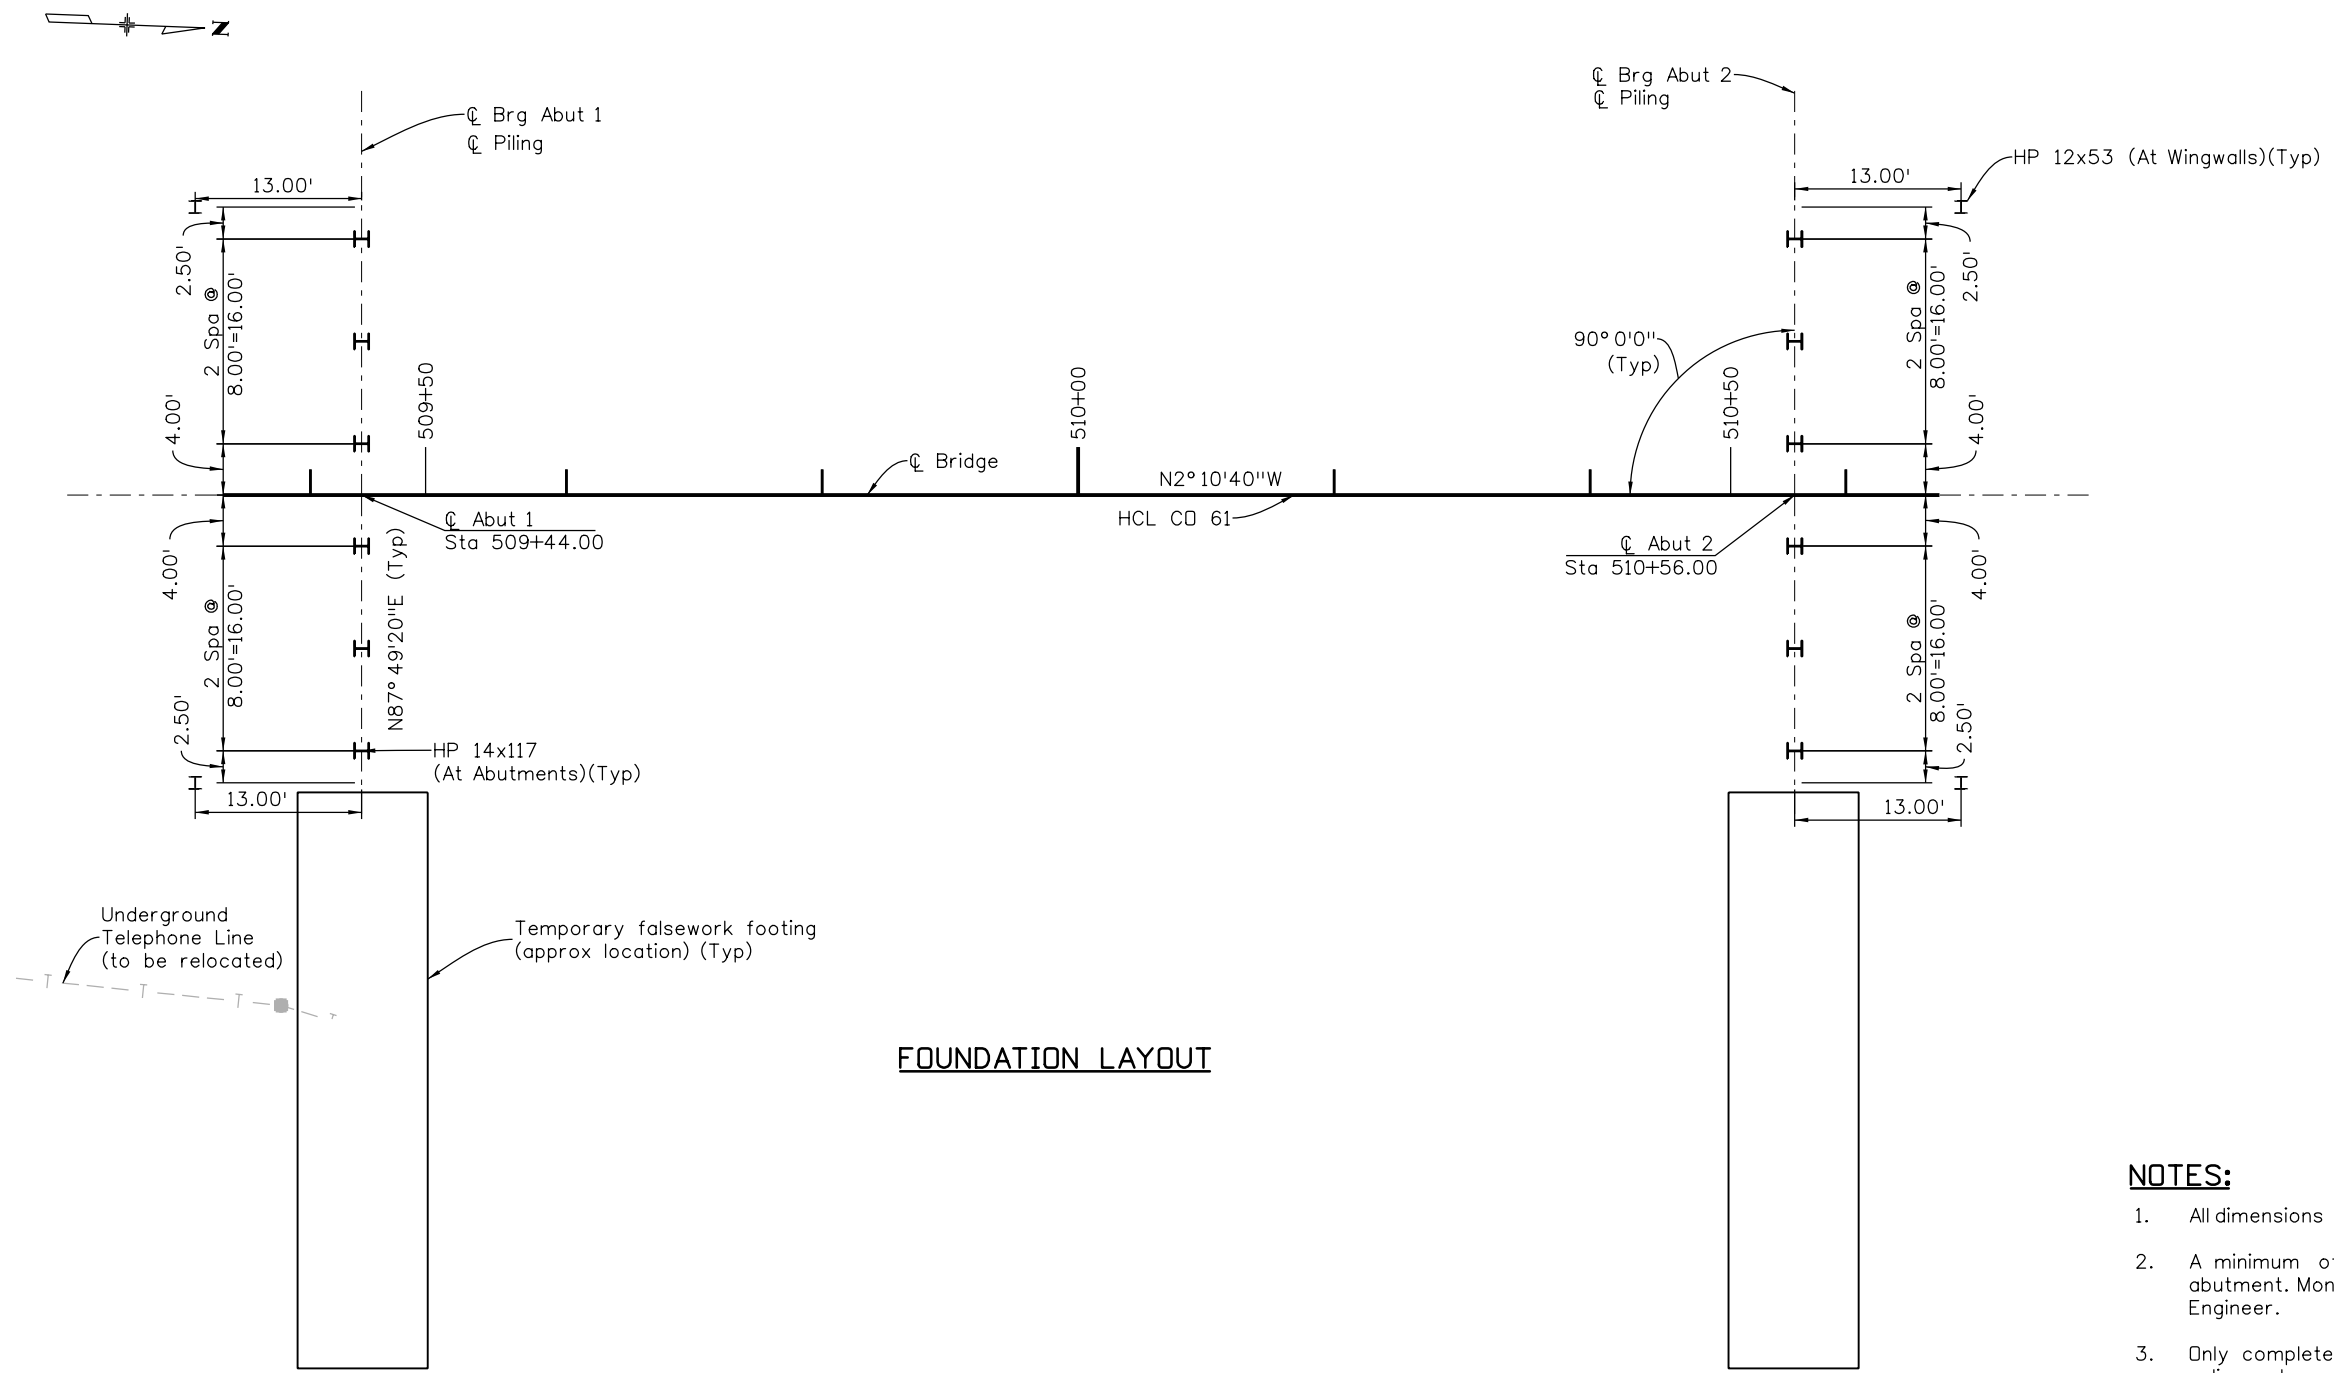 N
℄ Brg Abut 1
℄ Piling
℄ Brg Abut 2
℄ Piling
HP 12x53 (At Wingwalls)(Typ)
13.00'
13.00'
2.50'
2 Spa @
8.00'=16.00'
4.00'
4.00'
2 Spa @
8.00'=16.00'
2.50'
13.00'
509+50
510+00
510+50
90°0'0"
(Typ)
℄ Bridge
N2°10'40"W
HCL CO 61
℄ Abut 1
Sta 509+44.00
℄ Abut 2
Sta 510+56.00
N87°49'20"E (Typ)
HP 14x117
(At Abutments)(Typ)
2.50'
2 Spa @
8.00'=16.00'
4.00'
4.00'
2 Spa @
8.00'=16.00'
2.50'
13.00'
Underground
Telephone Line
(to be relocated)
T T T T
Temporary falsework footing
(approx location) (Typ)
FOUNDATION LAYOUT
NOTES:
1. All dimensions
2. A minimum
abutment. Mon
Engineer.
3. Only complete